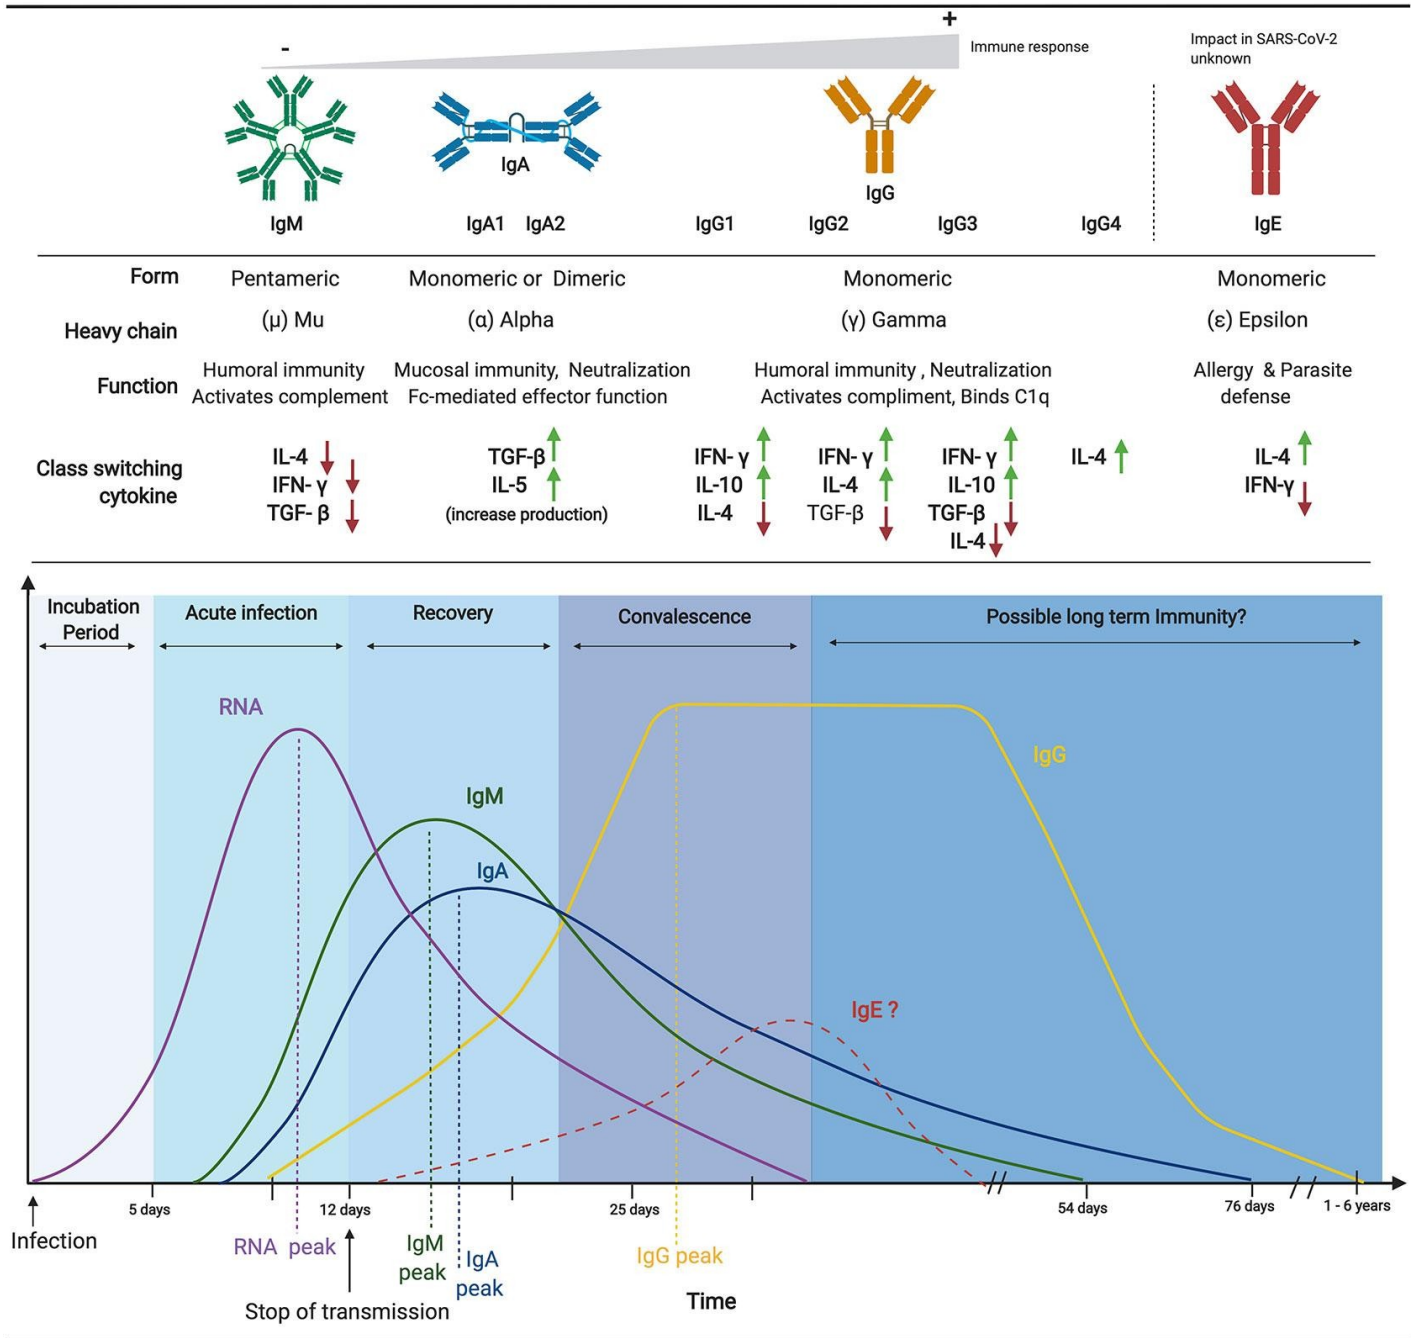 - +
Immune response
Impact in SARS-CoV-2
unknown
IgA
IgG
IgM IgA1 IgA2 IgG1 IgG2 IgG3 IgG4 IgE
Form Pentameric Monomeric or Dimeric Monomeric Monomeric
Heavy chain (μ) Mu (α) Alpha (γ) Gamma (ε) Epsilon
Function
Humoral immunity
Activates complement
Mucosal immunity, Neutralization
Fc-mediated effector function
Humoral immunity , Neutralization
Activates compliment, Binds C1q
Allergy & Parasite
defense
Class switching
cytokine
IL-4
IFN- γ
TGF- β
TGF-β
IL-5
(increase production)
IFN- γ
IL-10
IL-4
IFN- γ
IL-4
TGF-β
IFN- γ
IL-10
TGF-β
IL-4
IL-4
IL-4
IFN-γ
Incubation
Period
Acute infection
Recovery
Convalescence
Possible long term Immunity?
RNA
IgM
IgA
IgG
IgE ?
5 days 12 days 25 days 54 days 76 days 1 - 6 years
Infection
RNA peak
IgM
peak
IgA
peak
IgG peak
Stop of transmission
Time